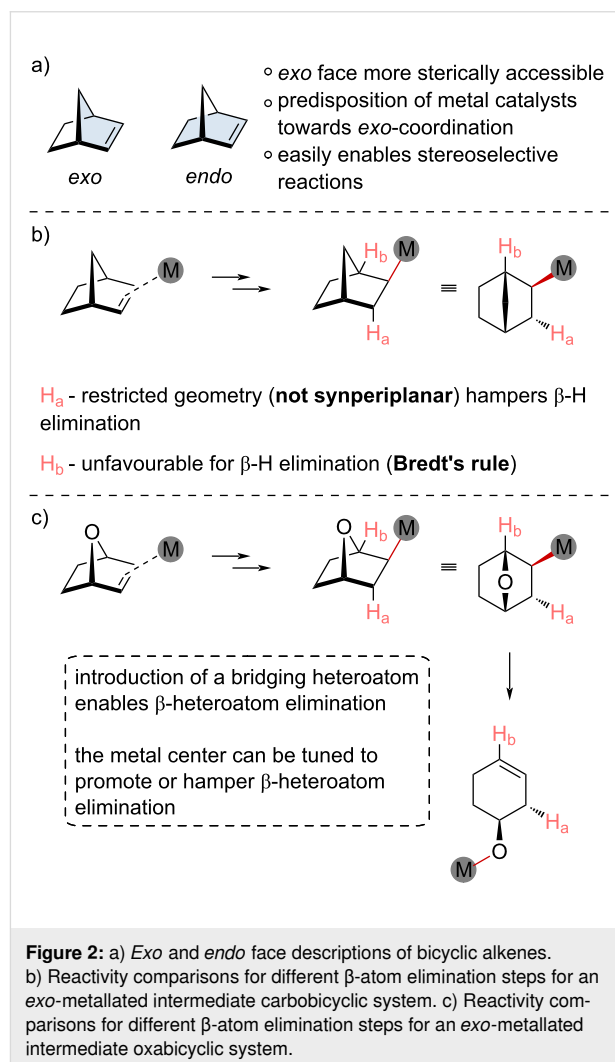 a)
exo
endo
○ exo face more sterically accessible
○ predisposition of metal catalysts
towards exo-coordination
○ easily enables stereoselective
reactions
b)
M
Hb
M
Ha
≡
Hb
M
Ha
Ha - restricted geometry (not synperiplanar) hampers β-H
elimination
Hb - unfavourable for β-H elimination (Bredt's rule)
c)
O
M
O
Hb
M
Ha
≡
Hb
M
O
Ha
introduction of a bridging heteroatom
enables β-heteroatom elimination
the metal center can be tuned to
promote or hamper β-heteroatom
elimination
Hb
Ha
O
M
Figure 2: a) Exo and endo face descriptions of bicyclic alkenes.
b) Reactivity comparisons for different β-atom elimination steps for an
exo-metallated intermediate carbobicyclic system. c) Reactivity com-
parisons for different β-atom elimination steps for an exo-metallated
intermediate oxabicyclic system.